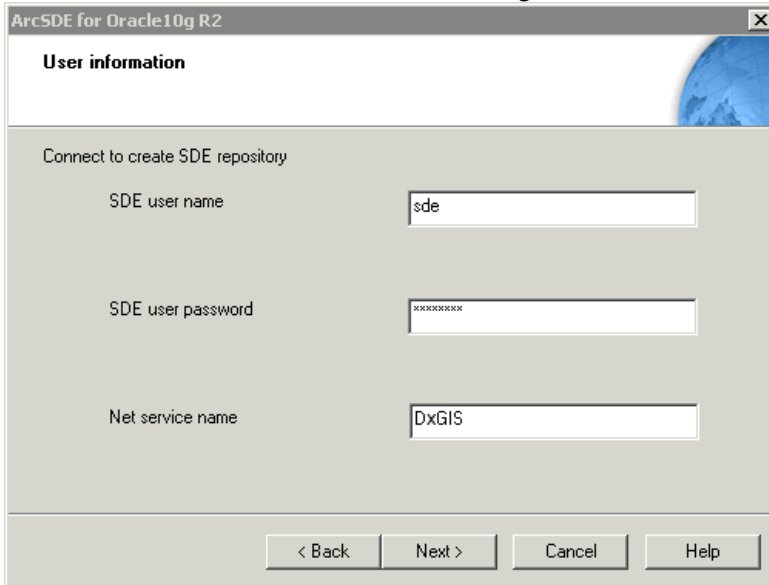 ArcSDE for Oracle10g R2
User information
Connect to create SDE repository
SDE user name
sde
SDE user password
********
Net service name
DxGIS
< Back
Next >
Cancel
Help